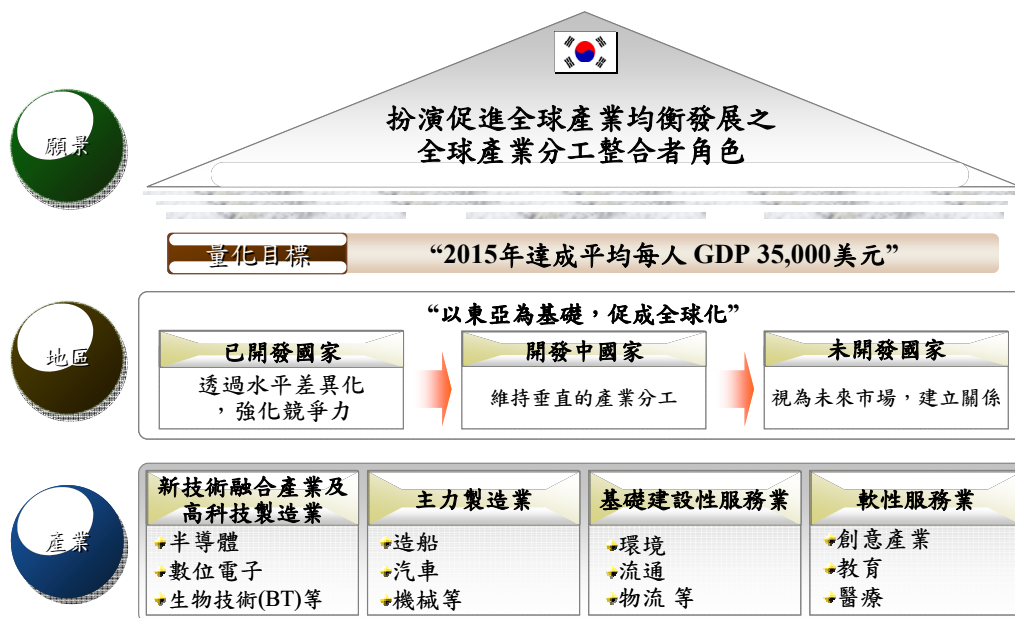 扮演促進全球產業均衡發展之
全球產業分工整合者角色
願景
量化目標
“2015年達成平均每人 GDP 35,000美元”
地區
“以東亞為基礎，促成全球化”
已開發國家
透過水平差異化
，強化競爭力
開發中國家
維持垂直的產業分工
未開發國家
視為未來市場，建立關係
產業
新技術融合產業及
高科技製造業
半導體
數位電子
生物技術(BT)等
主力製造業
造船
汽車
機械等
基礎建設性服務業
環境
流通
物流 等
軟性服務業
創意產業
教育
醫療